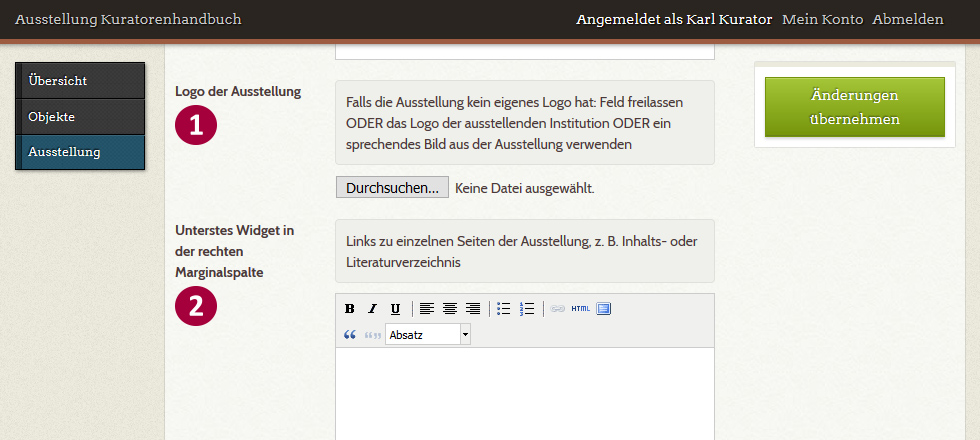 Ausstellung Kuratorenhandbuch
Angemeldet als Karl Kurator Mein Konto Abmelden
Übersicht
Objekte
Ausstellung
Logo der Ausstellung
1
Falls die Ausstellung kein eigenes Logo hat: Feld freilassen
ODER das Logo der ausstellenden Institution ODER ein
sprechendes Bild aus der Ausstellung verwenden
Durchsuchen... Keine Datei ausgewählt.
Unterstes Widget in
der rechten
Marginalspalte
2
Links zu einzelnen Seiten der Ausstellung, z. B. Inhalts- oder
Literaturverzeichnis
B I U HTML
Absatz
Änderungen
übernehmen